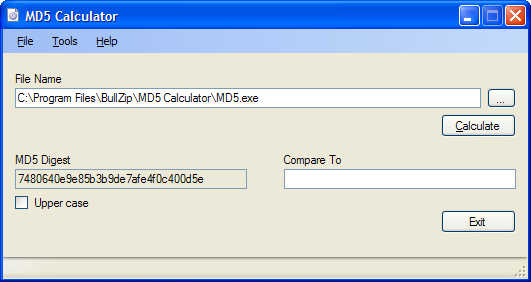 MD5 Calculator
File Tools Help
File Name
C:\Program Files\BullZip\MD5 Calculator\MD5.exe
...
Calculate
MD5 Digest
Compare To
7480640e9e85b3b9de7afe4f0c400d5e
Upper case
Exit